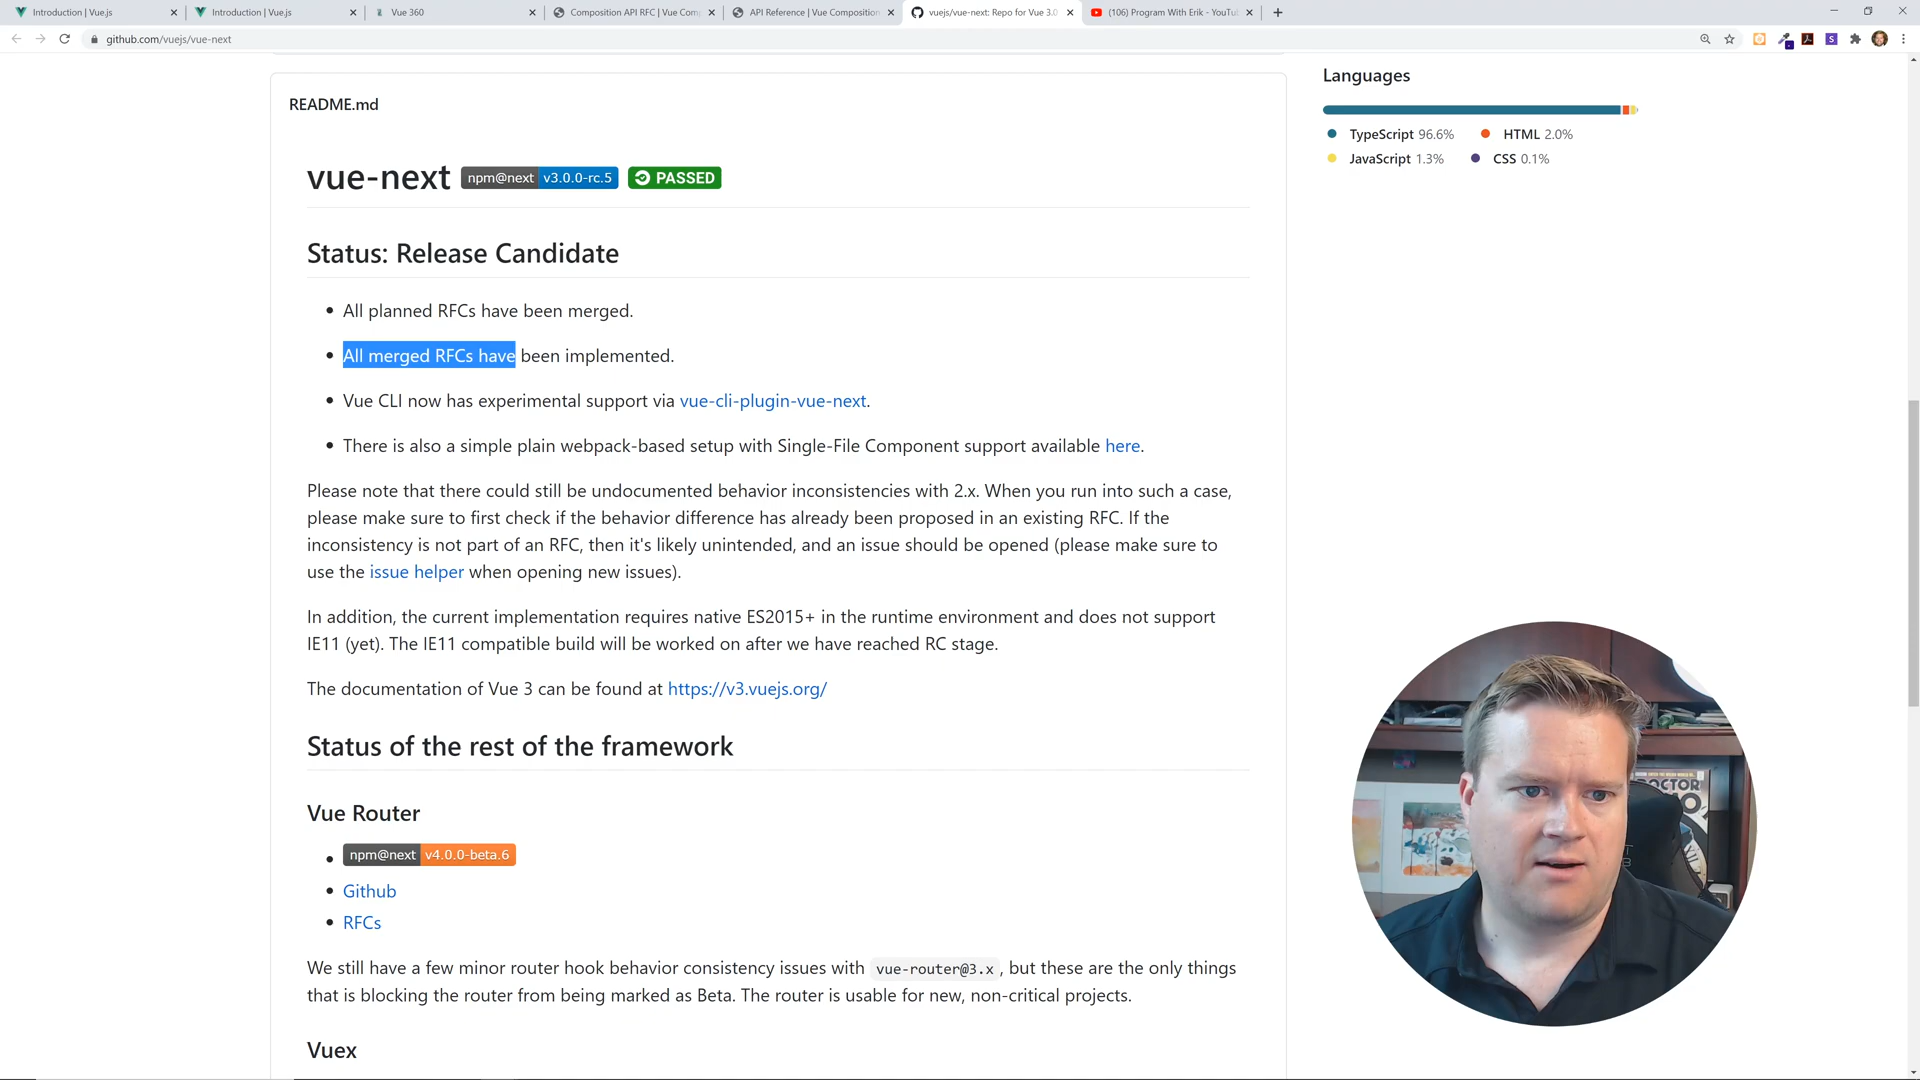 Introduction | Vue.js
Introduction | Vue.js
Vue 360
Composition API RFC | Vue Com
API Reference | Vue Composition
vuejs/vue-next: Repo for Vue 3.0
(106) Program With Erik - YouTu
github.com/vuejs/vue-next
README.md
vue-next npm@next v3.0.0-rc.5 PASSED
Status: Release Candidate
All planned RFCs have been merged.
All merged RFCs have been implemented.
Vue CLI now has experimental support via vue-cli-plugin-vue-next.
There is also a simple plain webpack-based setup with Single-File Component support available here.
Please note that there could still be undocumented behavior inconsistencies with 2.x. When you run into such a case,
please make sure to first check if the behavior difference has already been proposed in an existing RFC. If the
inconsistency is not part of an RFC, then it's likely unintended, and an issue should be opened (please make sure to
use the issue helper when opening new issues).
In addition, the current implementation requires native ES2015+ in the runtime environment and does not support
IE11 (yet). The IE11 compatible build will be worked on after we have reached RC stage.
The documentation of Vue 3 can be found at https://v3.vuejs.org/
Status of the rest of the framework
Vue Router
npm@next v4.0.0-beta.6
Github
RFCs
We still have a few minor router hook behavior consistency issues with vue-router@3.x, but these are the only things
that is blocking the router from being marked as Beta. The router is usable for new, non-critical projects.
Vuex
Languages
TypeScript 96.6% HTML 2.0%
JavaScript 1.3% CSS 0.1%